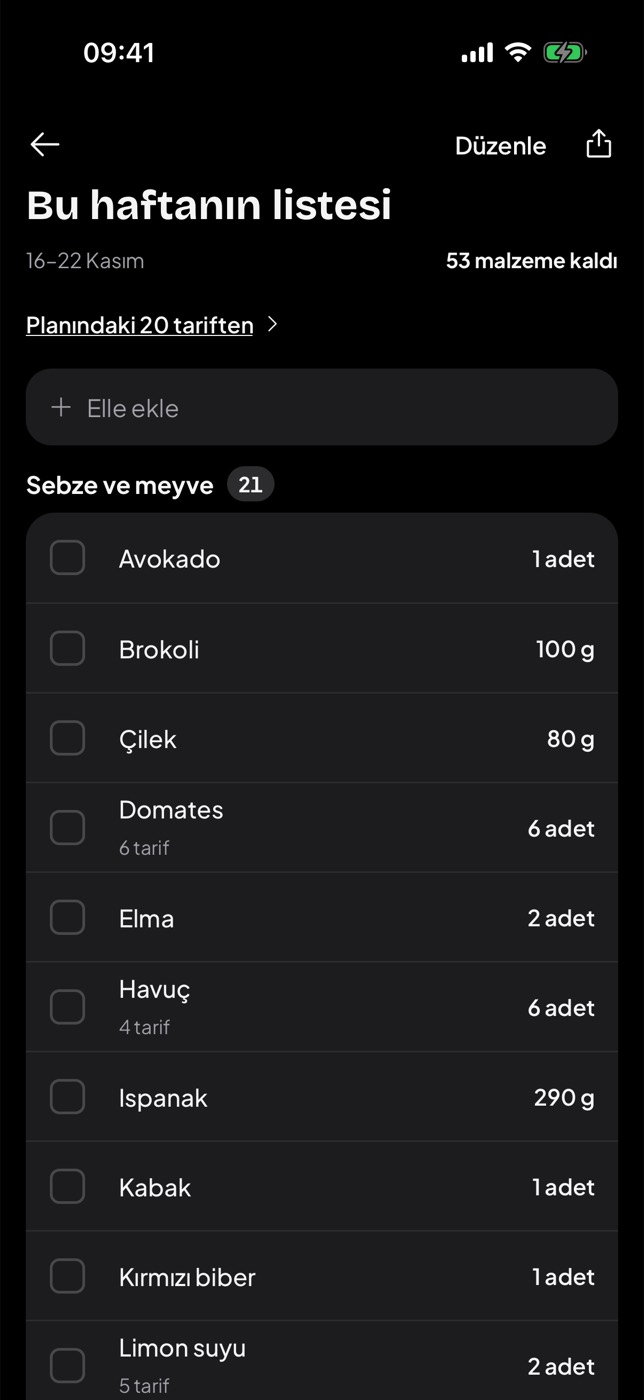 09:41
Düzenle
Bu haftanın listesi
16–22 Kasım
53 malzeme kaldı
Planındaki 20 tariften
Elle ekle
Sebze ve meyve 21
Avokado 1 adet
Brokoli 100 g
Çilek 80 g
Domates
6 tarif
6 adet
Elma 2 adet
Havuç
4 tarif
6 adet
Ispanak 290 g
Kabak 1 adet
Kırmızı biber 1 adet
Limon suyu
5 tarif
2 adet